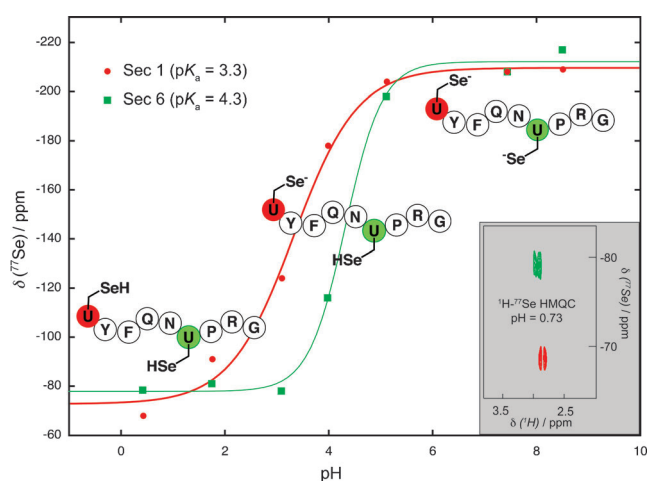 -220
-200
-180
-160
-140
-120
-100
-80
-60
δ (⁷⁷Se) / ppm
Sec 1 (pKₐ = 3.3)
Sec 6 (pKₐ = 4.3)
Se⁻
U Y F Q N U P R G
⁻Se
Se⁻
U Y F Q N U P R G
HSe
SeH
U Y F Q N U P R G
HSe
¹H-⁷⁷Se HMQC
pH = 0.73
-80
-70
δ (⁷⁷Se) / ppm
3.5 2.5
δ (¹H) / ppm
0 2 4 6 8 10
pH